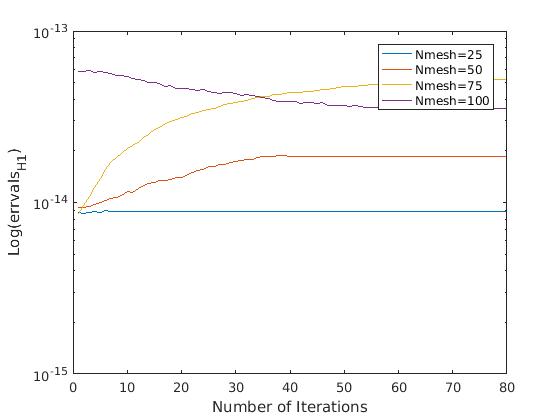 10-13
Nmesh=25
Nmesh=50
Nmesh=75
Nmesh=100
Log(errvalsH1)
10-14
10-15
0 10 20 30 40 50 60 70 80
Number of Iterations